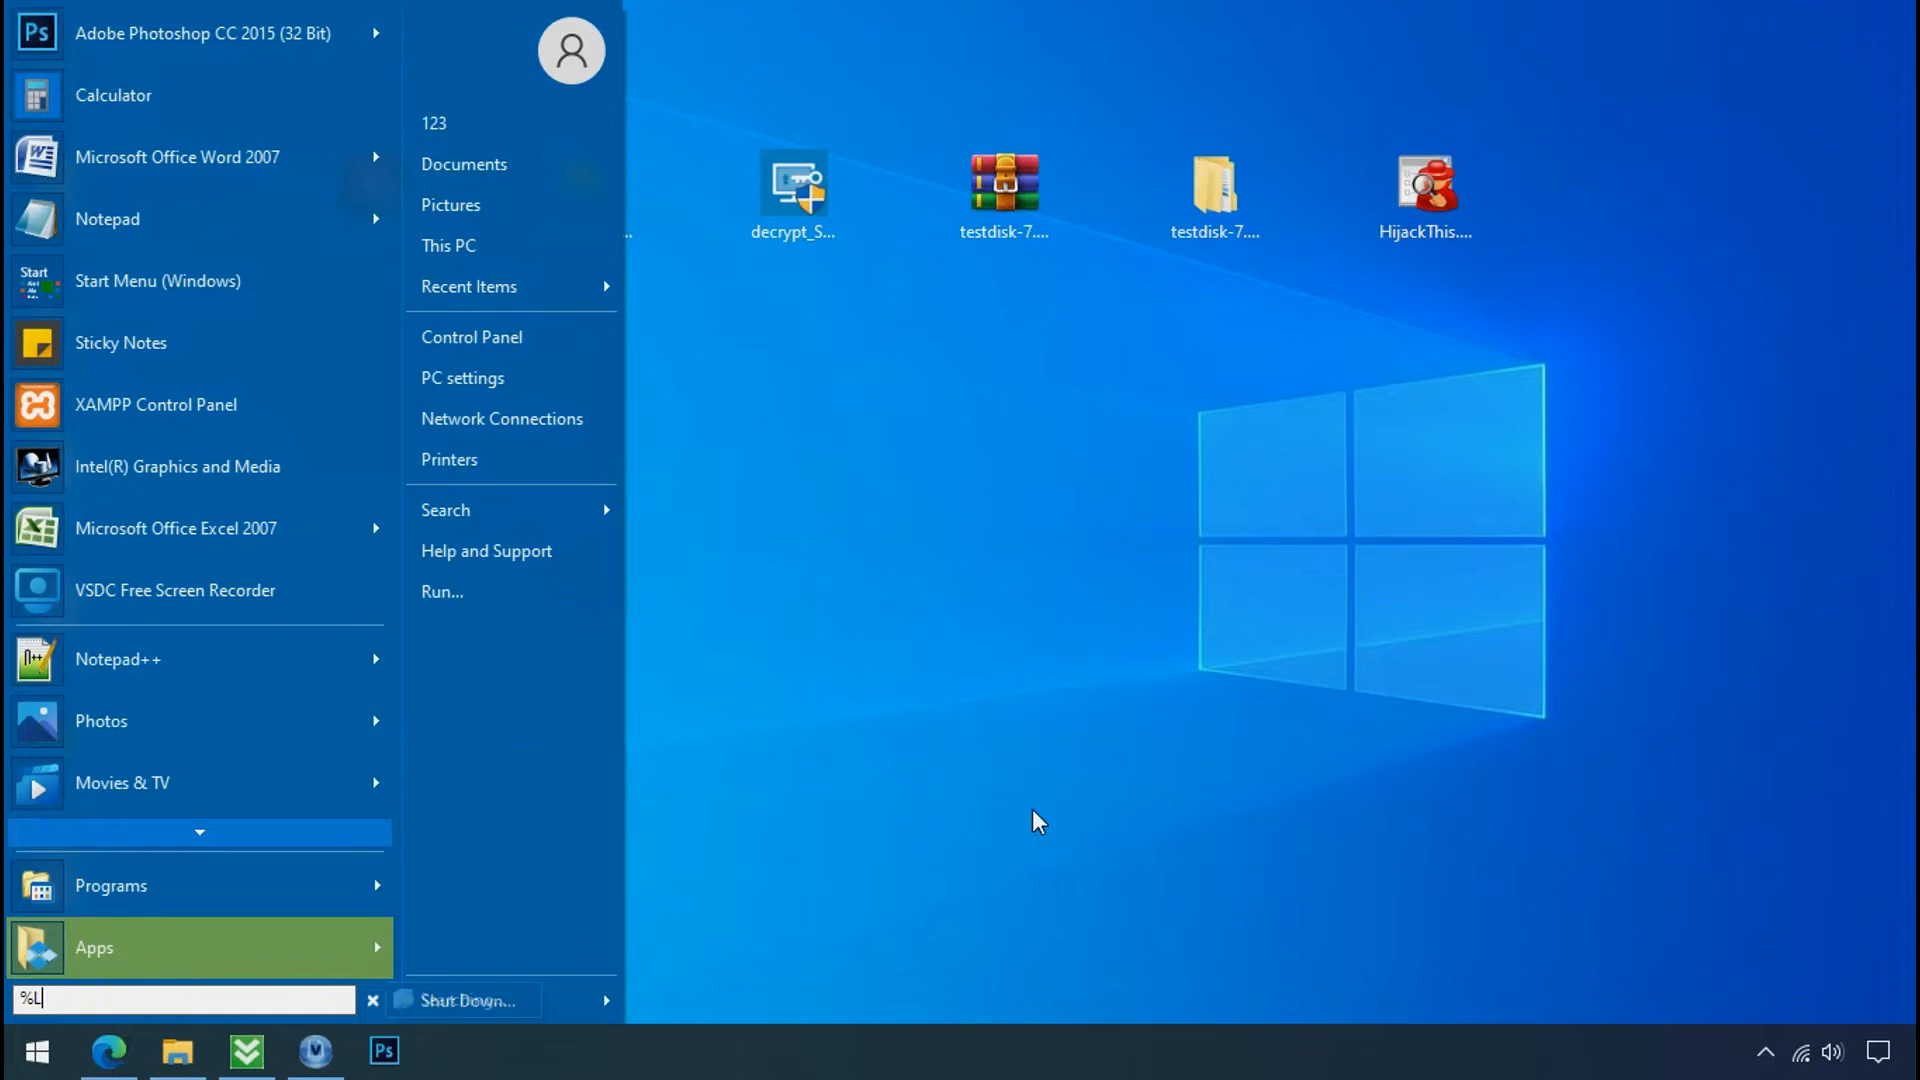 Ps
Adobe Photoshop CC 2015 (32 Bit)
Calculator
Microsoft Office Word 2007
Notepad
Start
Start Menu (Windows)
Sticky Notes
XAMPP Control Panel
Intel(R) Graphics and Media
Microsoft Office Excel 2007
VSDC Free Screen Recorder
Notepad++
Photos
Movies & TV
Programs
Apps
%L
123
Documents
Pictures
This PC
Recent Items
Control Panel
PC settings
Network Connections
Printers
Search
Help and Support
Run...
Shut Down...
decrypt_S...
testdisk-7....
testdisk-7....
HijackThis....
Ps